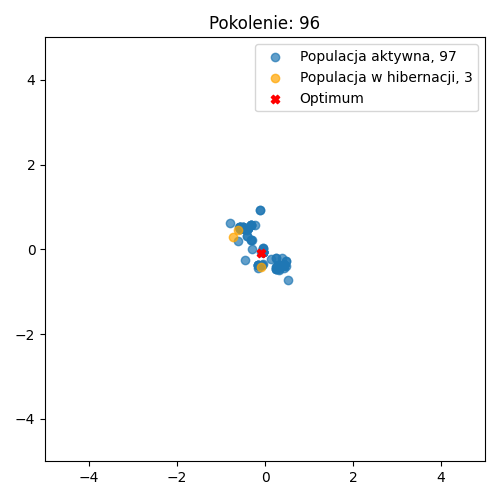 Pokolenie: 96
Populacja aktywna, 97
Populacja w hibernacji, 3
Optimum
4
2
0
−2
−4
−4 −2 0 2 4